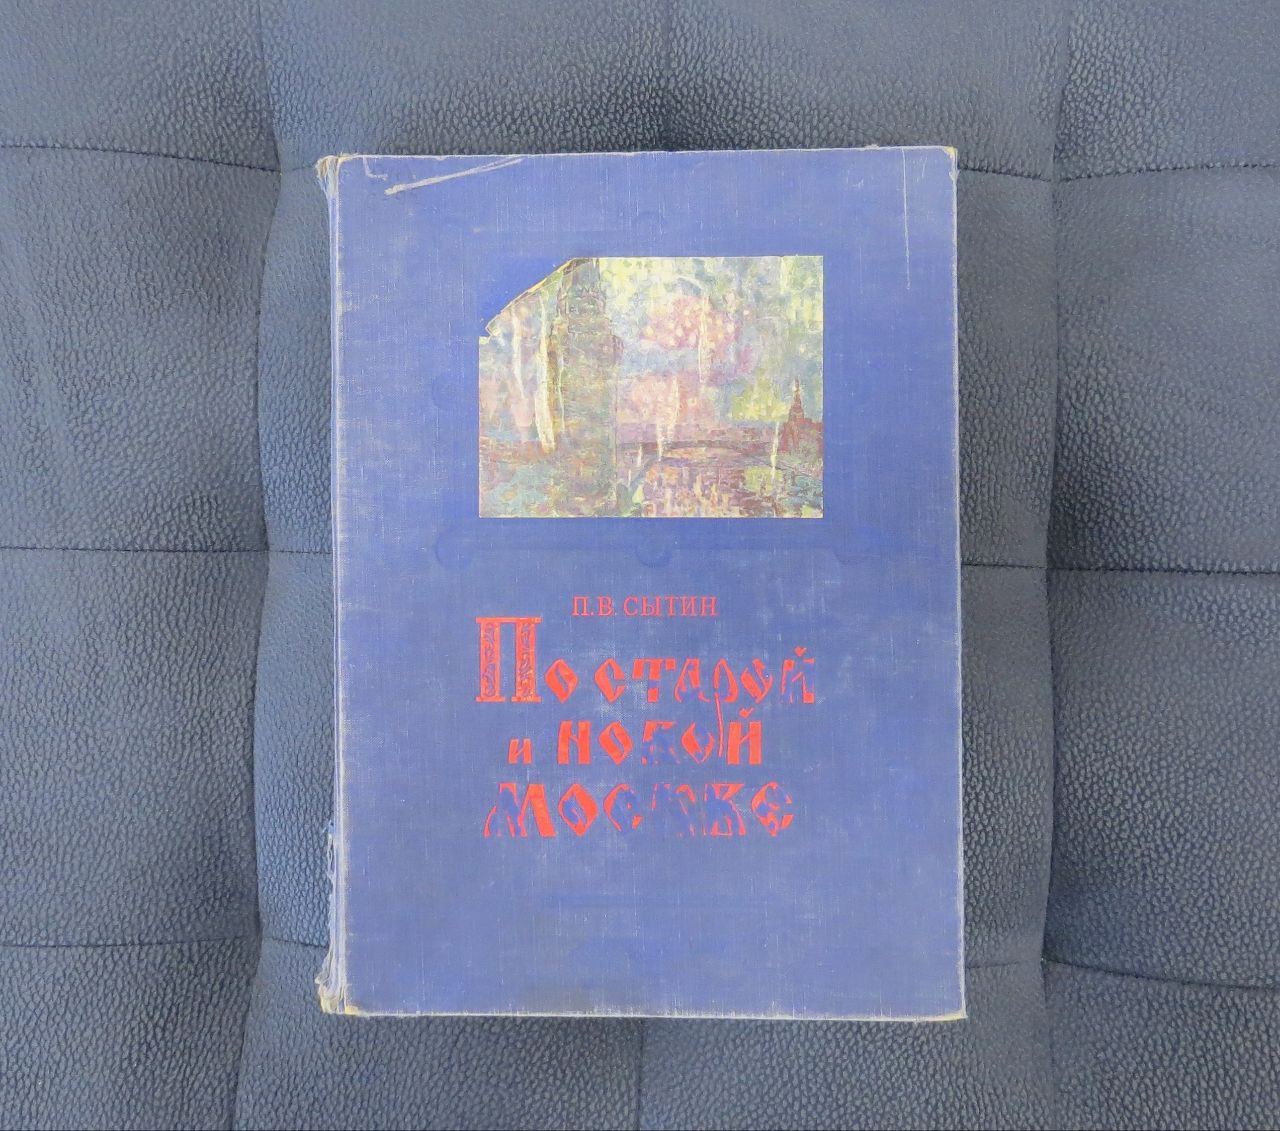 П. В. СЫТИН
По старой
и новой
москве